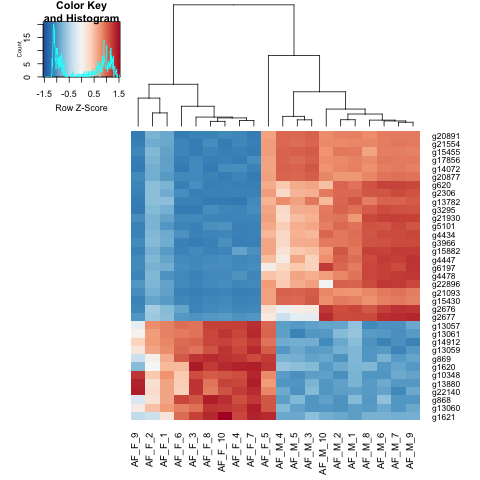 Color Key
and Histogram
Count
0 5 10 20
-1.5 -0.5 0.5 1.5
Row Z-Score
g20891
g21554
g15455
g17856
g14072
g20877
g620
g2306
g13782
g3295
g21930
g5101
g4434
g3966
g15882
g4447
g6197
g4478
g22896
g21093
g15430
g2676
g2677
g13057
g13061
g14912
g13059
g869
g1620
g10348
g13880
g22140
g868
g13060
g1621
AF_F_9
AF_F_2
AF_F_1
AF_F_6
AF_F_3
AF_F_8
AF_F_10
AF_F_4
AF_F_7
AF_F_5
AF_M_4
AF_M_5
AF_M_3
AF_M_10
AF_M_2
AF_M_1
AF_M_8
AF_M_6
AF_M_7
AF_M_9